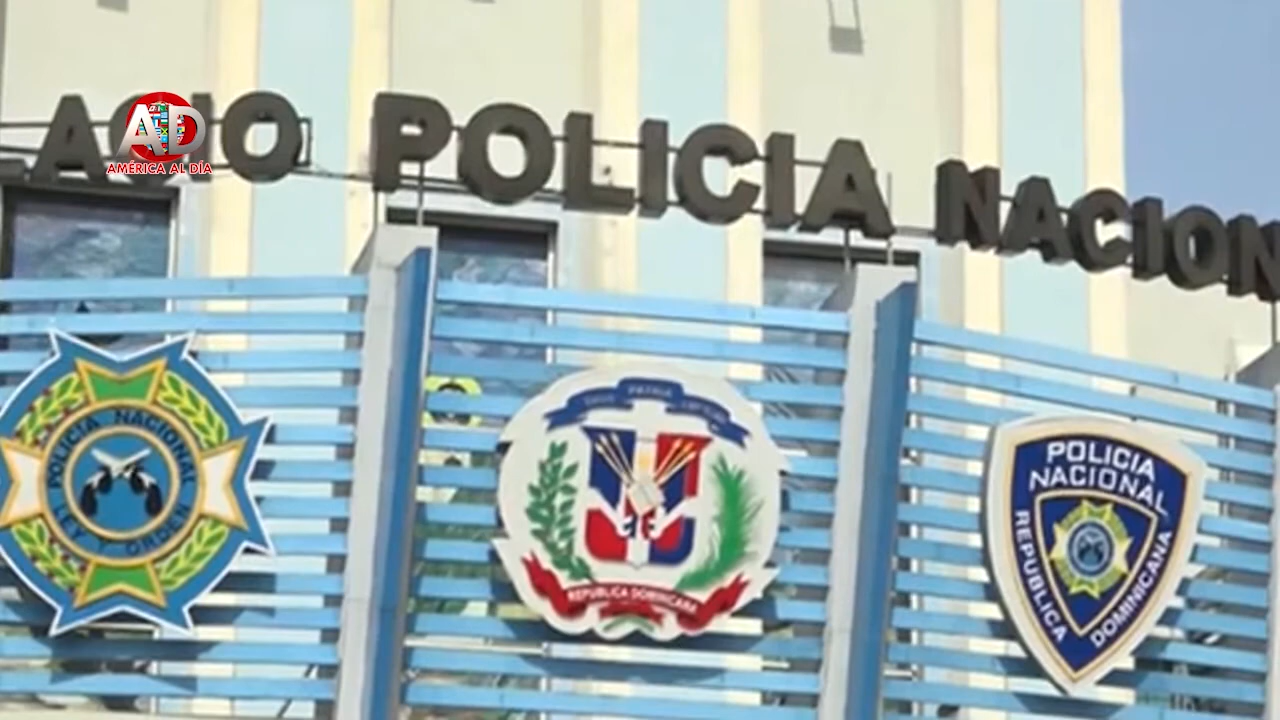 LACIO POLICIA NACION
AD
AMÉRICA AL DÍA
POLICIA NACIONAL
LEY Y ORDEN
DIOS PATRIA LIBERTAD
REPUBLICA DOMINICANA
POLICIA
NACIONAL
REPUBLICA DOMINICANA